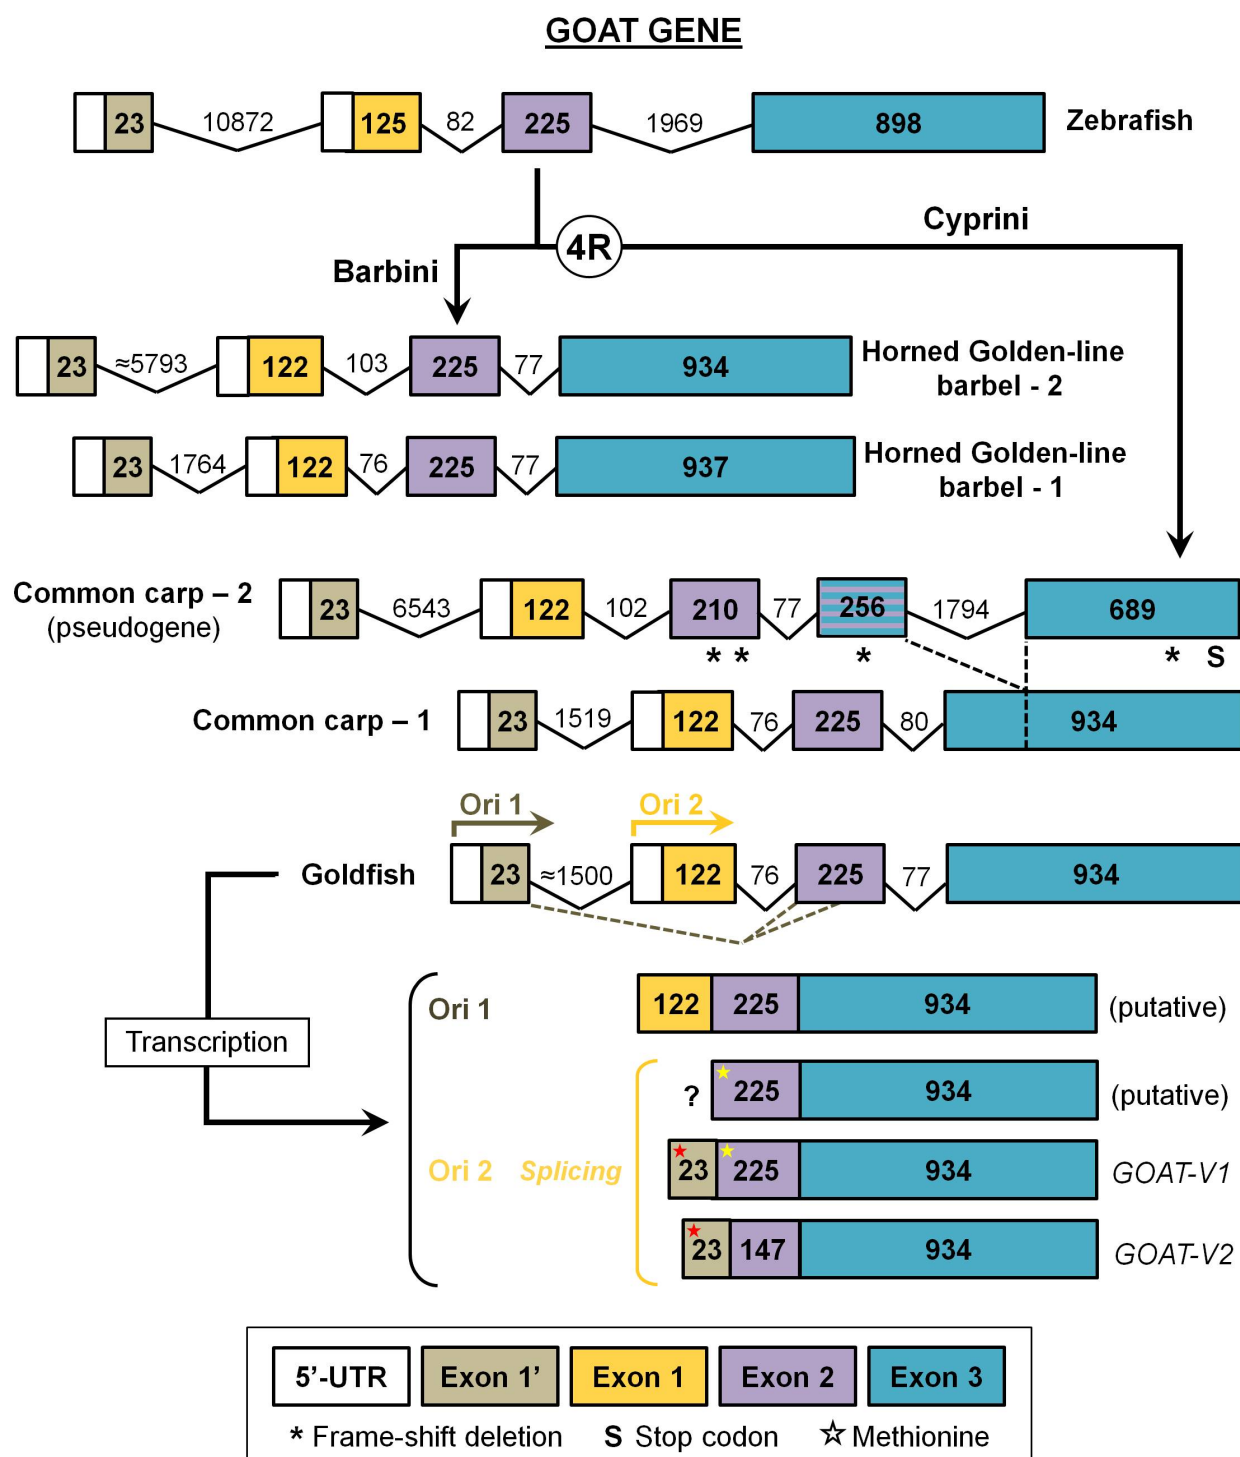 GOAT GENE
23 10872 125 82 225 1969 898 Zebrafish
4R
Cyprini
Barbini
23 ≈5793 122 103 225 77 934 Horned Golden-line
barbel - 2
23 1764 122 76 225 77 937 Horned Golden-line
barbel - 1
Common carp – 2
(pseudogene)
23 6543 122 102 210 77 256 1794 689
* * * * S
Common carp – 1 23 1519 122 76 225 80 934
Ori 1 Ori 2
Goldfish 23 ≈1500 122 76 225 77 934
Transcription
Ori 1 122 225 934 (putative)
? 225 934 (putative)
Ori 2 Splicing 23 225 934 GOAT-V1
23 147 934 GOAT-V2
5’-UTR Exon 1’ Exon 1 Exon 2 Exon 3
* Frame-shift deletion S Stop codon ☆ Methionine